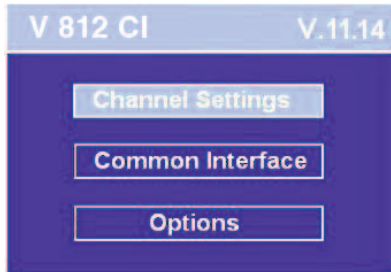 V 812 CI V.11.14
Channel Settings
Common Interface
Options